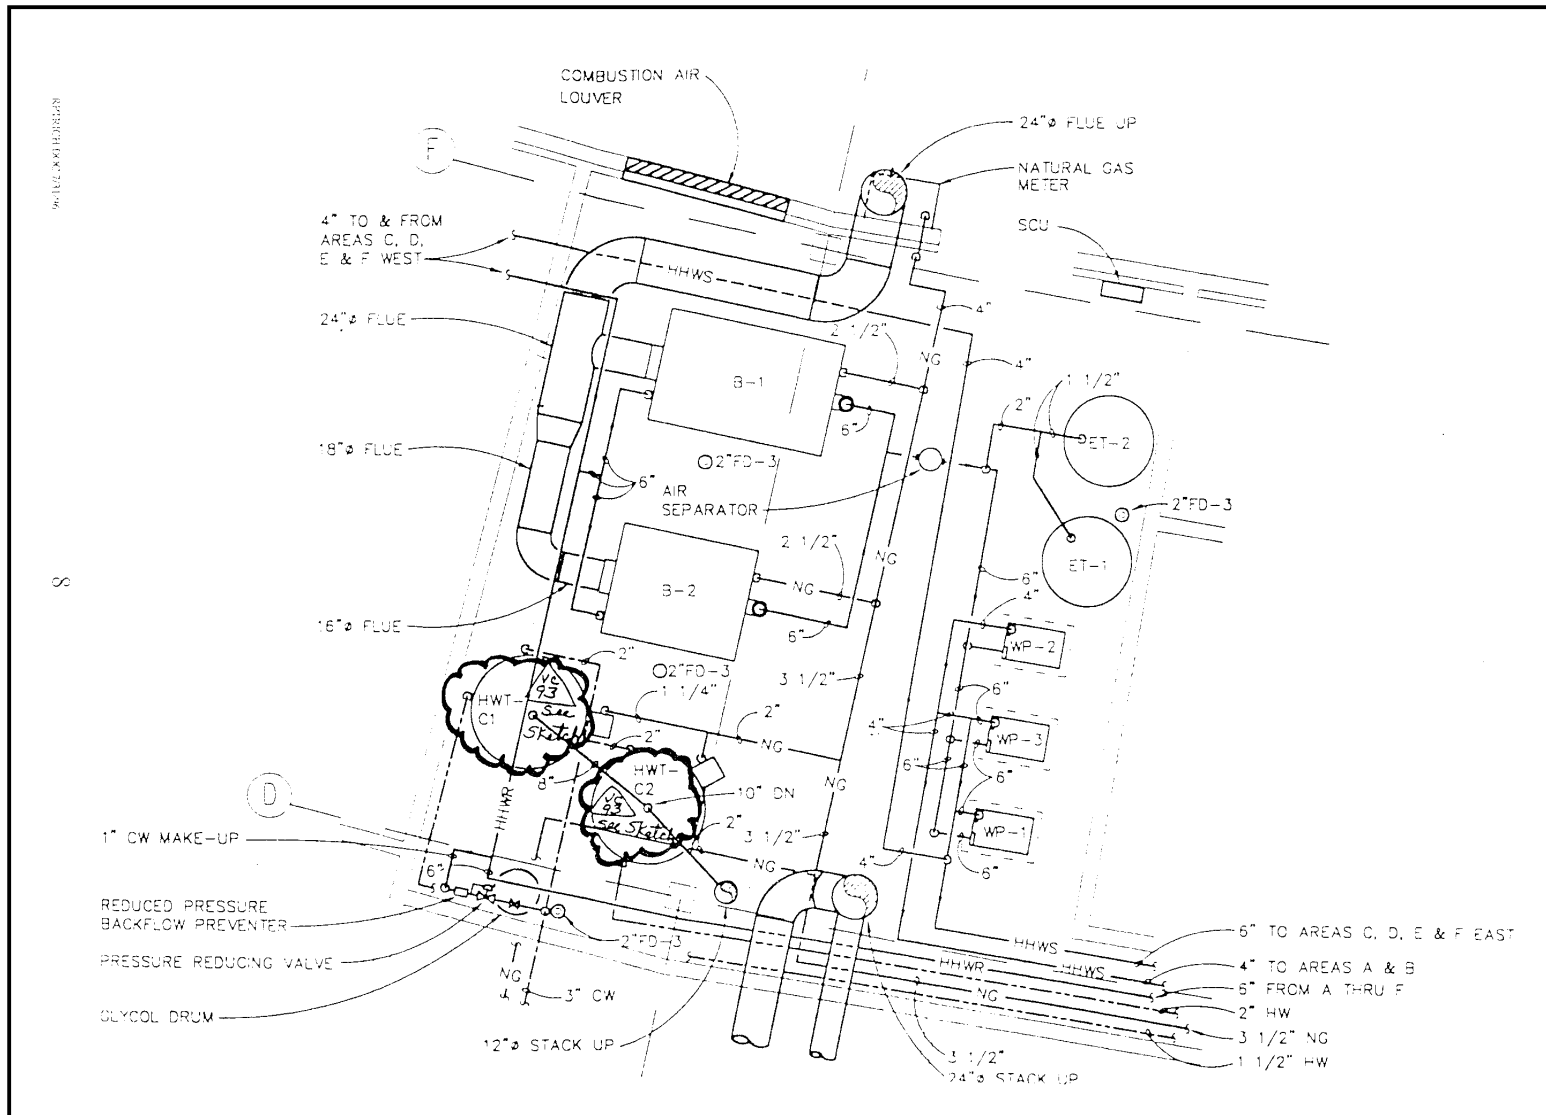 COMBUSTION AIR
LOUVER
24"ø FLUE UP
NATURAL GAS
METER
SCU
F
4" TO & FROM
AREAS C, D,
E & F WEST
HHWS
4"
2 1/2"
NG
4"
24"ø FLUE
B-1
1 1/2"
2"
6"
ET-2
18"ø FLUE
2"FD-3
6"
AIR
SEPARATOR
2"FD-3
2 1/2"
NG
ET-1
NG
6"
4"
B-2
16"ø FLUE
6"
WP-2
2"
2"FD-3
3 1/2"
HWT-
C1
VC
93
see
Sketch
1 1/4"
2"
NG
6"
4"
WP-3
2"
8"
HWT-
C2
VC
93
see Sketch
10" DN
6"
6"
NG
D
HHWR
2"
3 1/2"
WP-1
1" CW MAKE-UP
6"
NG
4"
6"
REDUCED PRESSURE
BACKFLOW PREVENTER
2"FD-3
PRESSURE REDUCING VALVE
NG
3" CW
GLYCOL DRUM
12"ø STACK UP
HHWS
HHWR
HHWS
NG
6" TO AREAS C, D, E & F EAST
4" TO AREAS A & B
6" FROM A THRU F
2" HW
3 1/2" NG
1 1/2" HW
3 1/2"
24"ø STACK UP
8